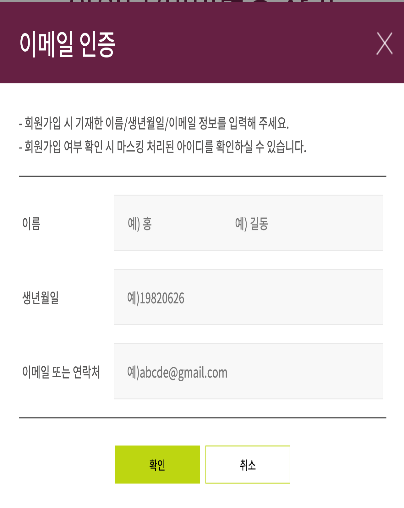 이메일 인증
- 회원가입 시 기재한 이름/생년월일/이메일 정보를 입력해 주세요.
- 회원가입 여부 확인 시 마스킹 처리된 아이디를 확인하실 수 있습니다.
이름 예) 홍 예) 길동
생년월일 예)19820626
이메일 또는 연락처 예)abcde@gmail.com
확인 취소